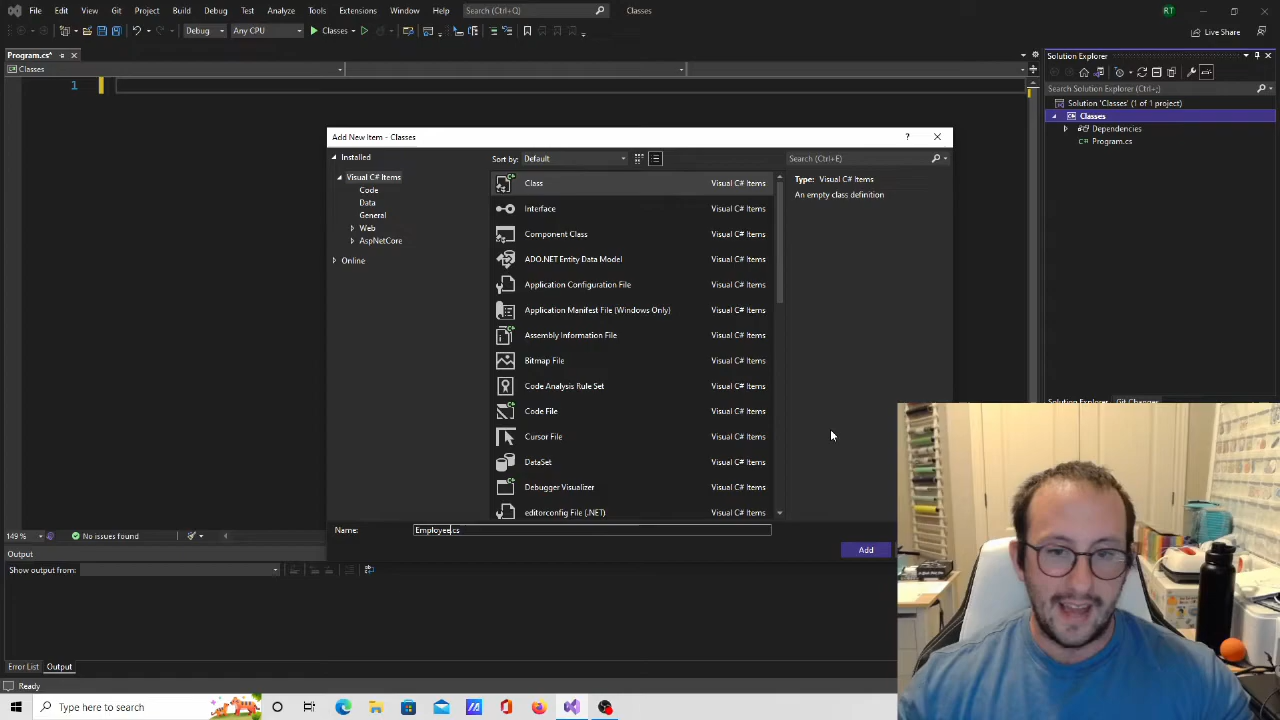 File Edit View Git Project Build Debug Test Analyze Tools Extensions Window Help Search (Ctrl+Q) Classes RT
Debug Any CPU Classes Live Share
Program.cs* Solution Explorer
Classes
Search Solution Explorer (Ctrl+;)
1
Solution 'Classes' (1 of 1 project)
Classes
Dependencies
Program.cs
Add New Item - Classes ?
Installed Sort by: Default Search (Ctrl+E)
Visual C# Items
Code
Data
General
Web
AspNetCore
Online
Class Visual C# Items
Interface Visual C# Items
Component Class Visual C# Items
ADO.NET Entity Data Model Visual C# Items
Application Configuration File Visual C# Items
Application Manifest File (Windows Only) Visual C# Items
Assembly Information File Visual C# Items
Bitmap File Visual C# Items
Code Analysis Rule Set Visual C# Items
Code File Visual C# Items
Cursor File Visual C# Items
DataSet Visual C# Items
Debugger Visualizer Visual C# Items
editorconfig File (.NET) Visual C# Items
Type: Visual C# Items
An empty class definition
Solution Explorer Git Changes
Name: Employee.cs
Add
149 % No issues found
Output
Show output from:
Error List Output
Ready
Type here to search